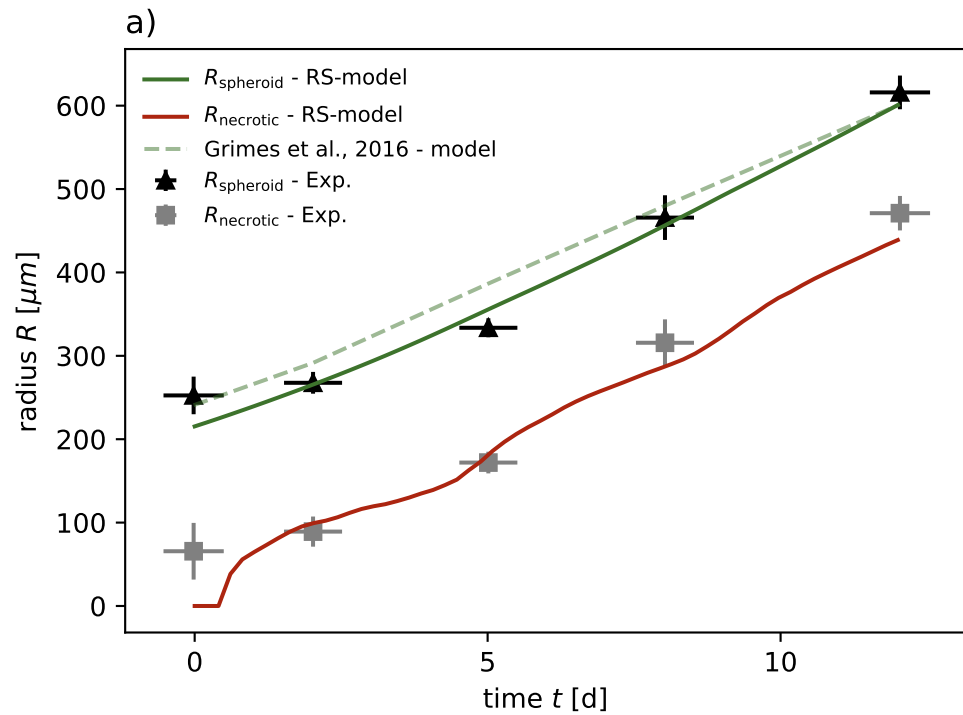 a)
R_spheroid - RS-model
R_necrotic - RS-model
Grimes et al., 2016 - model
R_spheroid - Exp.
R_necrotic - Exp.
600
500
400
300
200
100
0
radius R [μm]
0 5 10
time t [d]